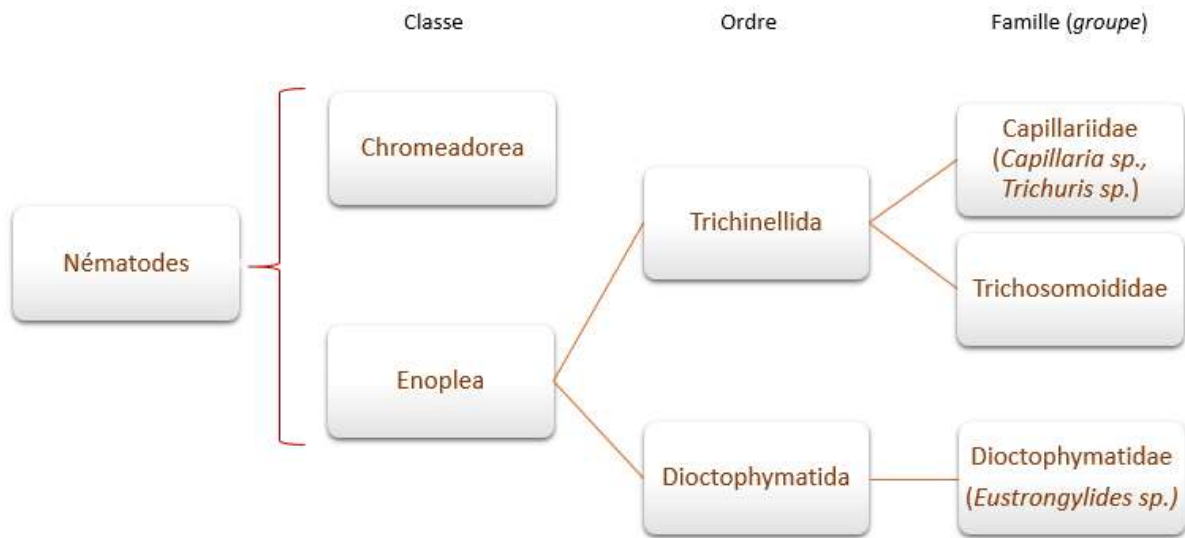 Classe
Ordre
Famille (groupe)
Nématodes
Chromeadorea
Enoplea
Trichinellida
Dioctophymatida
Capillariidae
(Capillaria sp.,
Trichuris sp.)
Trichosomoididae
Dioctophymatidae
(Eustrongylides sp.)